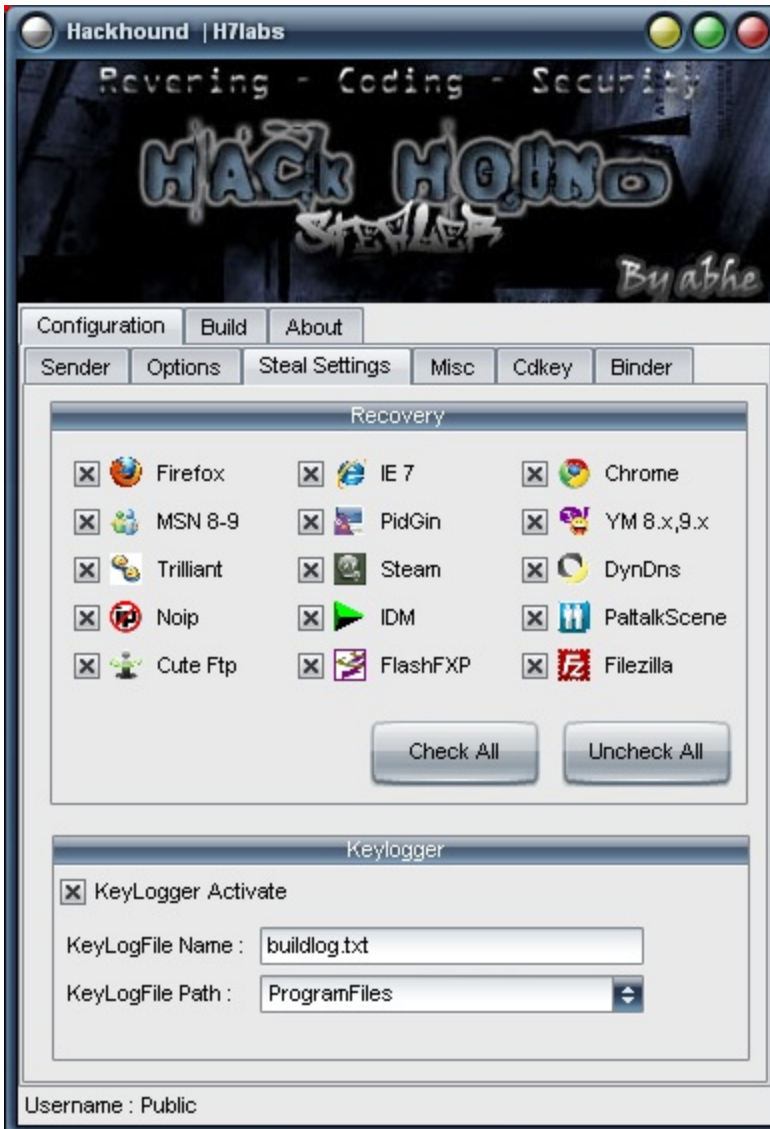 Hackhound | H7labs
Revering - Coding - Security
HACK HOUND
STEALER
By abhe
Configuration Build About
Sender Options Steal Settings Misc Cdkey Binder
Recovery
Firefox IE 7 Chrome
MSN 8-9 PidGin YM 8.x,9.x
Trilliant Steam DynDns
Noip IDM PaltalkScene
Cute Ftp FlashFXP Filezilla
Check All Uncheck All
Keylogger
KeyLogger Activate
KeyLogFile Name : buildlog.txt
KeyLogFile Path : ProgramFiles
Username : Public